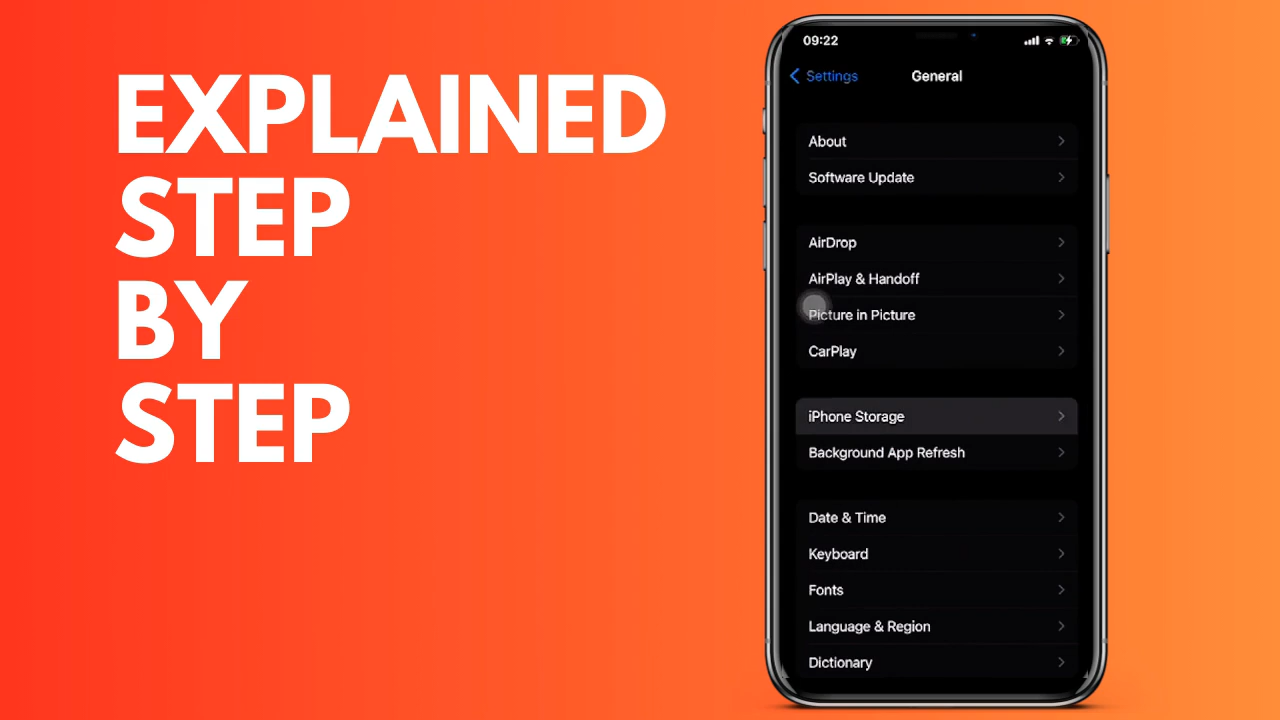 EXPLAINED
STEP
BY
STEP
09:22
Settings
General
About
Software Update
AirDrop
AirPlay & Handoff
Picture in Picture
CarPlay
iPhone Storage
Background App Refresh
Date & Time
Keyboard
Fonts
Language & Region
Dictionary